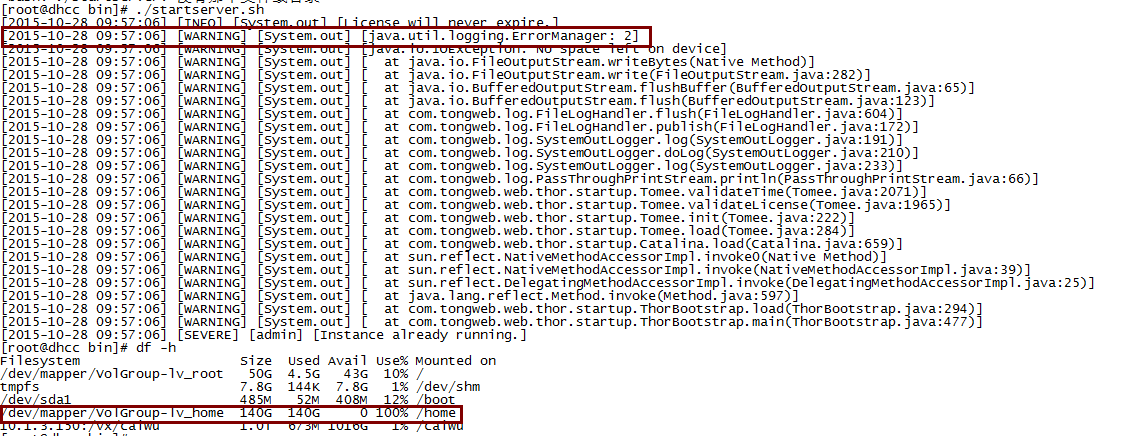 [root@dhcc bin]# ./startserver.sh
[2015-10-28 09:57:06] [INFO] [System.out] [License will never expire.]
[2015-10-28 09:57:06] [WARNING] [System.out] [java.util.logging.ErrorManager: 2]
[2015-10-28 09:57:06] [WARNING] [System.out] [java.io.IOException: No space left on device]
[2015-10-28 09:57:06] [WARNING] [System.out] [  at java.io.FileOutputStream.writeBytes(Native Method)]
[2015-10-28 09:57:06] [WARNING] [System.out] [  at java.io.FileOutputStream.write(FileOutputStream.java:282)]
[2015-10-28 09:57:06] [WARNING] [System.out] [  at java.io.BufferedOutputStream.flushBuffer(BufferedOutputStream.java:65)]
[2015-10-28 09:57:06] [WARNING] [System.out] [  at java.io.BufferedOutputStream.flush(BufferedOutputStream.java:123)]
[2015-10-28 09:57:06] [WARNING] [System.out] [  at com.tongweb.log.FileLogHandler.flush(FileLogHandler.java:604)]
[2015-10-28 09:57:06] [WARNING] [System.out] [  at com.tongweb.log.FileLogHandler.publish(FileLogHandler.java:172)]
[2015-10-28 09:57:06] [WARNING] [System.out] [  at com.tongweb.log.SystemOutLogger.log(SystemOutLogger.java:191)]
[2015-10-28 09:57:06] [WARNING] [System.out] [  at com.tongweb.log.SystemOutLogger.doLog(SystemOutLogger.java:210)]
[2015-10-28 09:57:06] [WARNING] [System.out] [  at com.tongweb.log.SystemOutLogger.log(SystemOutLogger.java:233)]
[2015-10-28 09:57:06] [WARNING] [System.out] [  at com.tongweb.log.PassThroughPrintStream.println(PassThroughPrintStream.java:66)]
[2015-10-28 09:57:06] [WARNING] [System.out] [  at com.tongweb.web.thor.startup.Tomee.validateTime(Tomee.java:2071)]
[2015-10-28 09:57:06] [WARNING] [System.out] [  at com.tongweb.web.thor.startup.Tomee.validateLicense(Tomee.java:1965)]
[2015-10-28 09:57:06] [WARNING] [System.out] [  at com.tongweb.web.thor.startup.Tomee.init(Tomee.java:222)]
[2015-10-28 09:57:06] [WARNING] [System.out] [  at com.tongweb.web.thor.startup.Tomee.load(Tomee.java:284)]
[2015-10-28 09:57:06] [WARNING] [System.out] [  at com.tongweb.web.thor.startup.Catalina.load(Catalina.java:659)]
[2015-10-28 09:57:06] [WARNING] [System.out] [  at sun.reflect.NativeMethodAccessorImpl.invoke0(Native Method)]
[2015-10-28 09:57:06] [WARNING] [System.out] [  at sun.reflect.NativeMethodAccessorImpl.invoke(NativeMethodAccessorImpl.java:39)]
[2015-10-28 09:57:06] [WARNING] [System.out] [  at sun.reflect.DelegatingMethodAccessorImpl.invoke(DelegatingMethodAccessorImpl.java:25)]
[2015-10-28 09:57:06] [WARNING] [System.out] [  at java.lang.reflect.Method.invoke(Method.java:597)]
[2015-10-28 09:57:06] [WARNING] [System.out] [  at com.tongweb.web.thor.startup.ThorBootstrap.load(ThorBootstrap.java:294)]
[2015-10-28 09:57:06] [WARNING] [System.out] [  at com.tongweb.web.thor.startup.ThorBootstrap.main(ThorBootstrap.java:477)]
[2015-10-28 09:57:06] [SEVERE] [admin] [Instance already running.]
[root@dhcc bin]# df -h
Filesystem            Size  Used Avail Use% Mounted on
/dev/mapper/VolGroup-lv_root   50G  4.5G   43G  10% /
tmpfs                 7.8G  144K  7.8G   1% /dev/shm
/dev/sda1             485M   52M  408M  12% /boot
/dev/mapper/VolGroup-lv_home  140G  140G     0 100% /home
10.1.3.150:/vx/caiwu  1.0T  673M 1016G   1% /caiwu